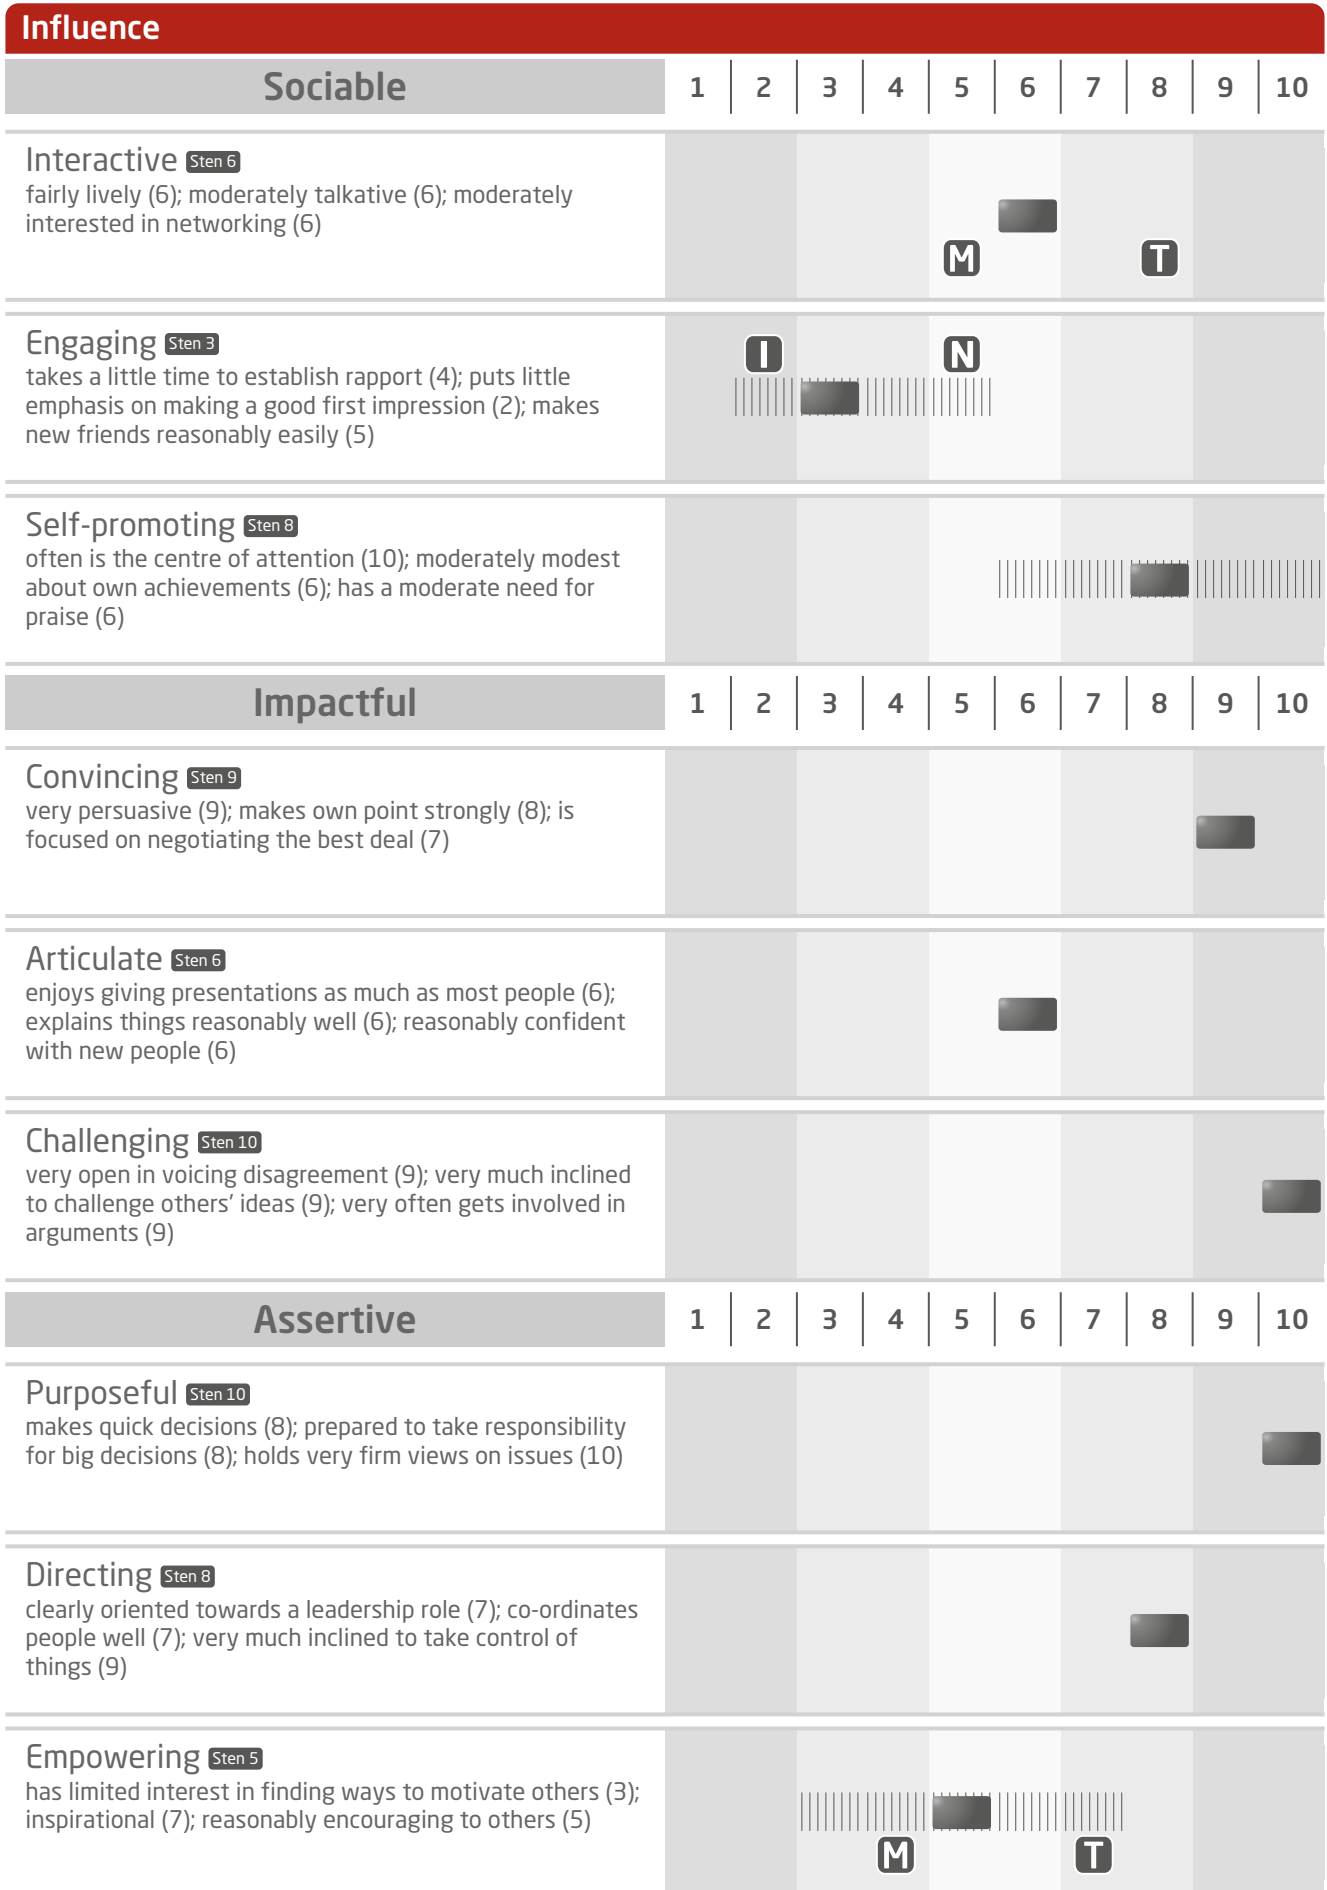 Influence
Sociable 1 2 3 4 5 6 7 8 9 10
Interactive Sten 6
fairly lively (6); moderately talkative (6); moderately
interested in networking (6)
M T
Engaging Sten 3
I N
takes a little time to establish rapport (4); puts little
emphasis on making a good first impression (2); makes
new friends reasonably easily (5)
Self-promoting Sten 8
often is the centre of attention (10); moderately modest
about own achievements (6); has a moderate need for
praise (6)
Impactful 1 2 3 4 5 6 7 8 9 10
Convincing Sten 9
very persuasive (9); makes own point strongly (8); is
focused on negotiating the best deal (7)
Articulate Sten 6
enjoys giving presentations as much as most people (6);
explains things reasonably well (6); reasonably confident
with new people (6)
Challenging Sten 10
very open in voicing disagreement (9); very much inclined
to challenge others' ideas (9); very often gets involved in
arguments (9)
Assertive 1 2 3 4 5 6 7 8 9 10
Purposeful Sten 10
makes quick decisions (8); prepared to take responsibility
for big decisions (8); holds very firm views on issues (10)
Directing Sten 8
clearly oriented towards a leadership role (7); co-ordinates
people well (7); very much inclined to take control of
things (9)
Empowering Sten 5
has limited interest in finding ways to motivate others (3);
inspirational (7); reasonably encouraging to others (5)
M T